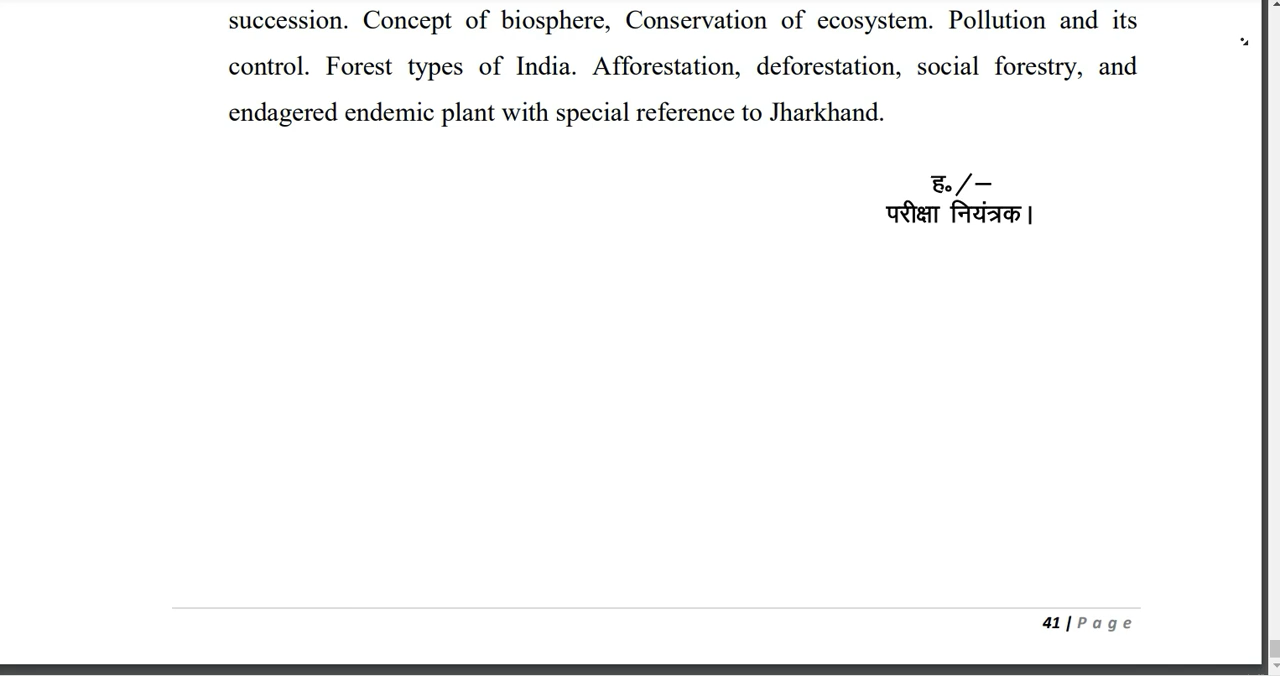 succession. Concept of biosphere, Conservation of ecosystem. Pollution and its
control. Forest types of India. Afforestation, deforestation, social forestry, and
endagered endemic plant with special reference to Jharkhand.
ह०/–
परीक्षा नियंत्रक।
41 | Page